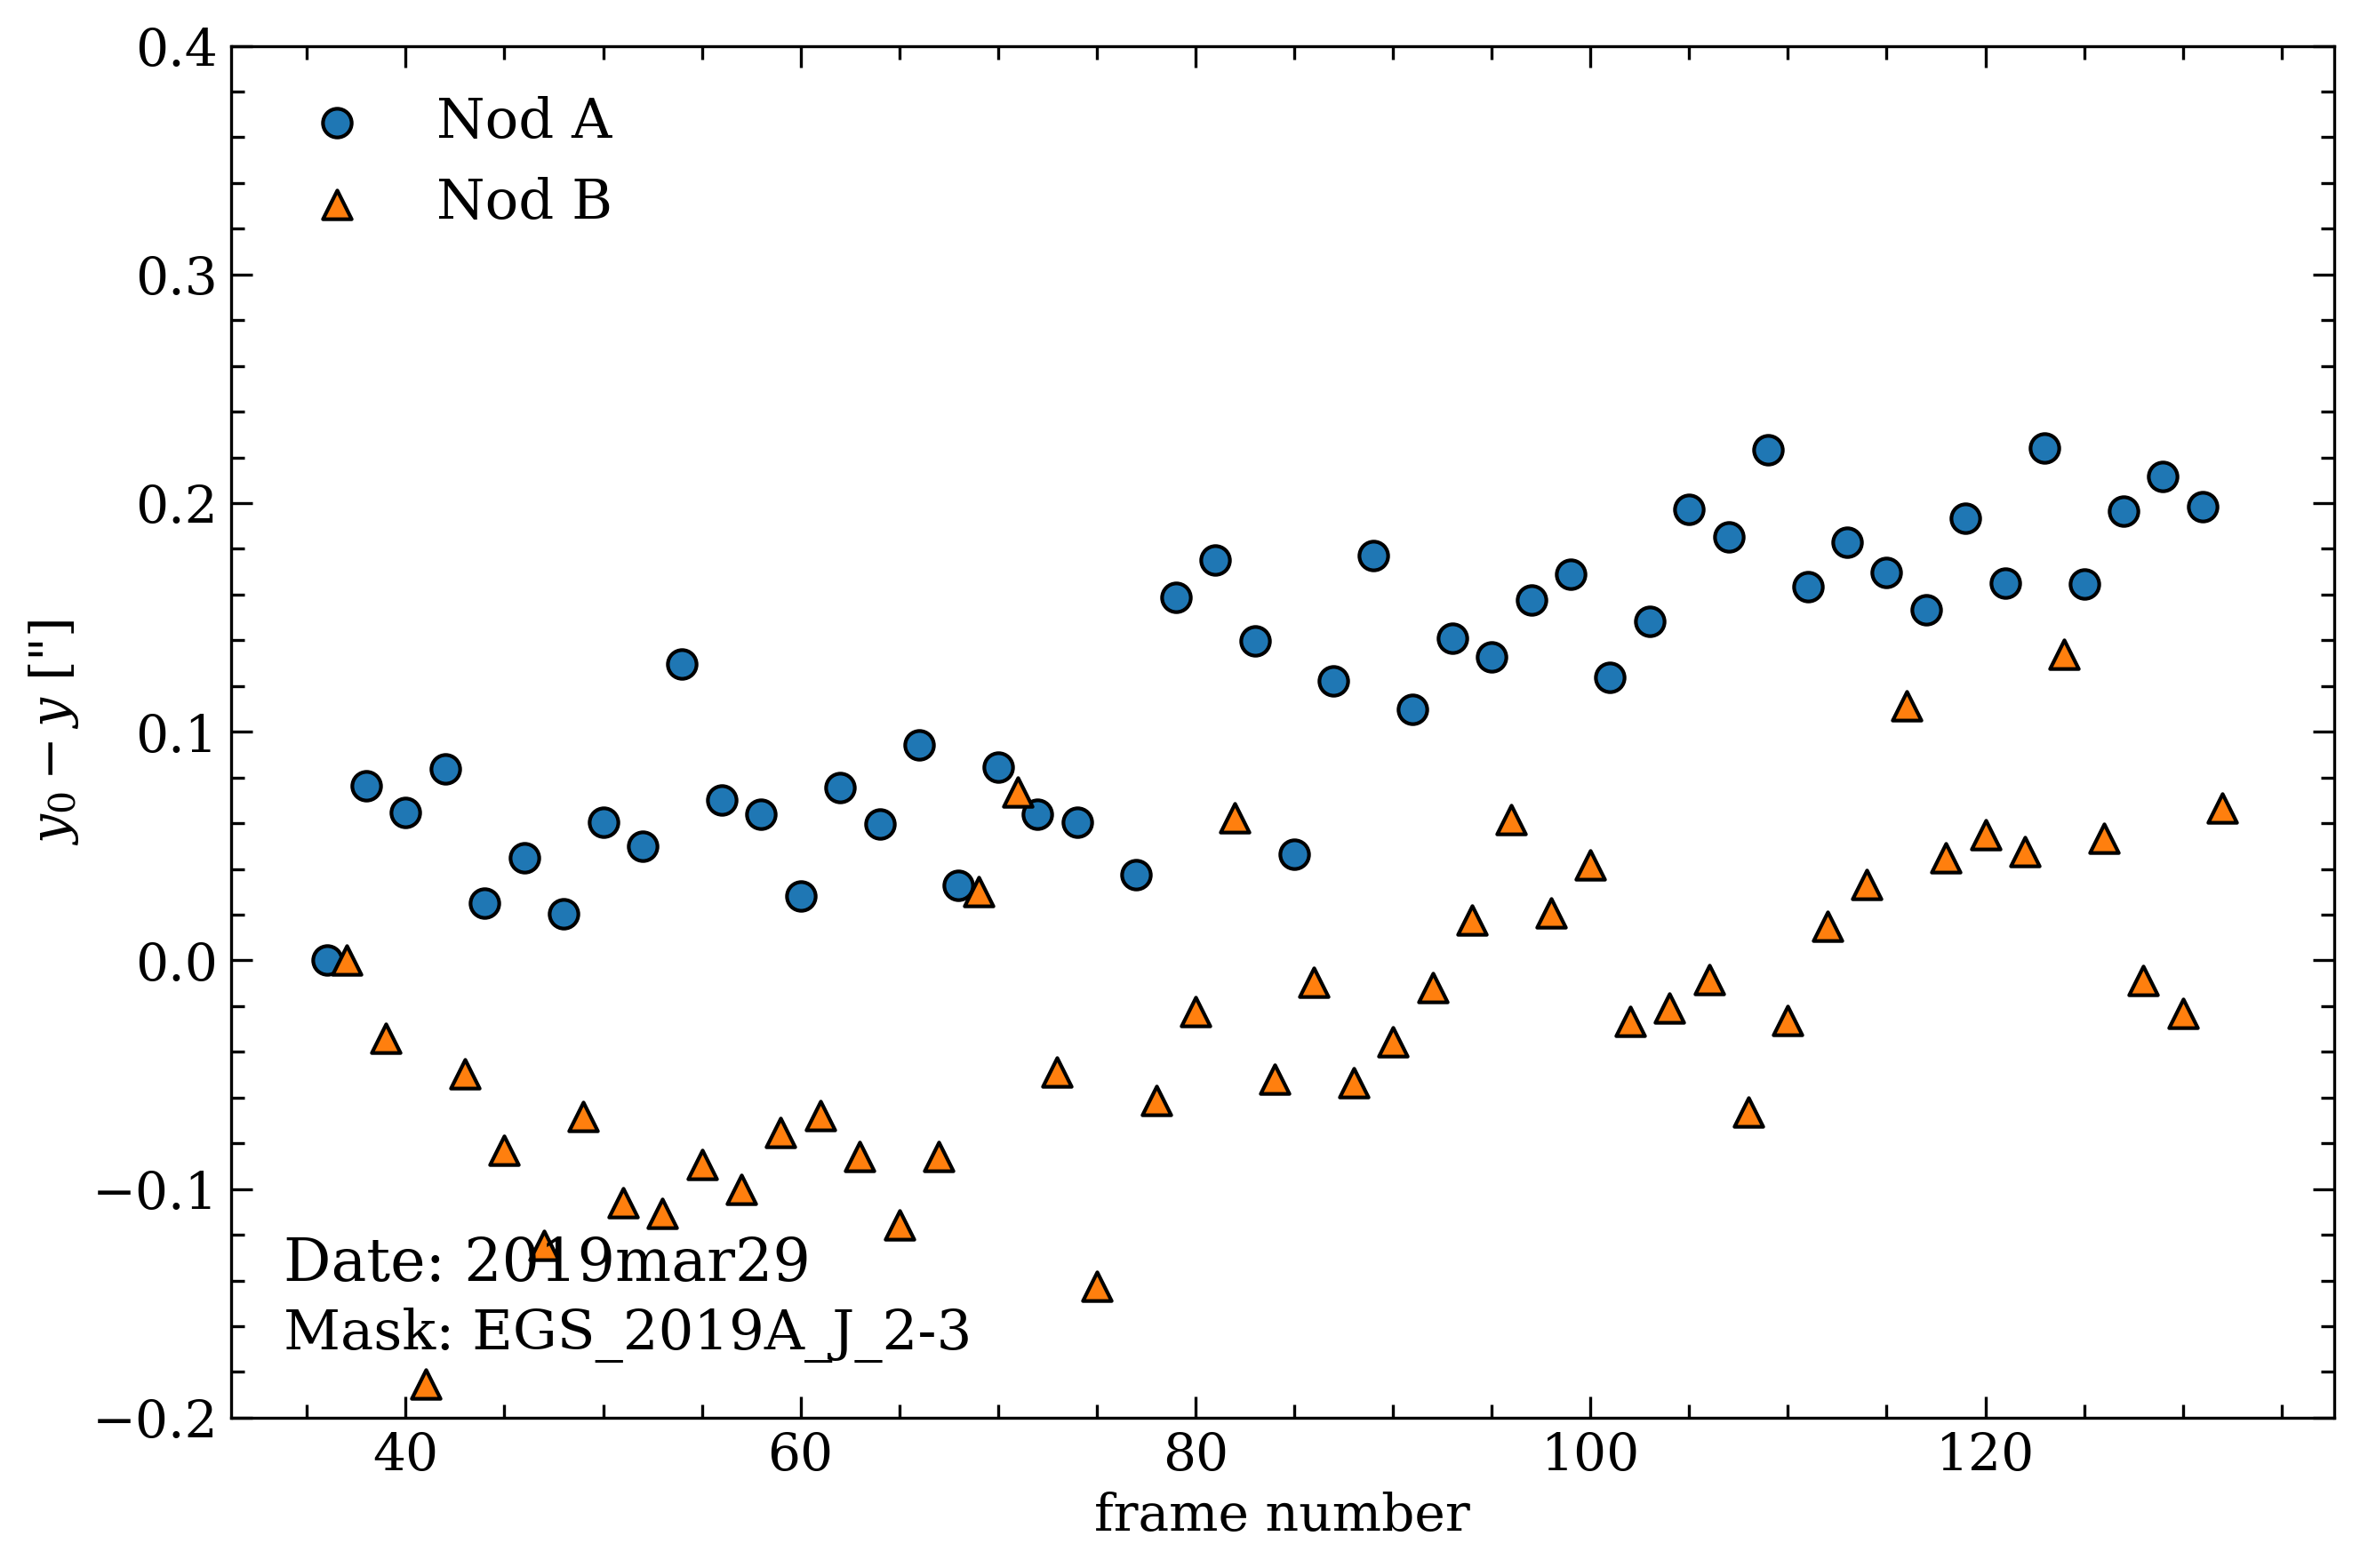 0.4
Nod A
Nod B
0.3
0.2
y₀ − y ["]
0.1
0.0
−0.1
Date: 2019mar29
Mask: EGS_2019A_J_2-3
−0.2
40 60 80 100 120
frame number